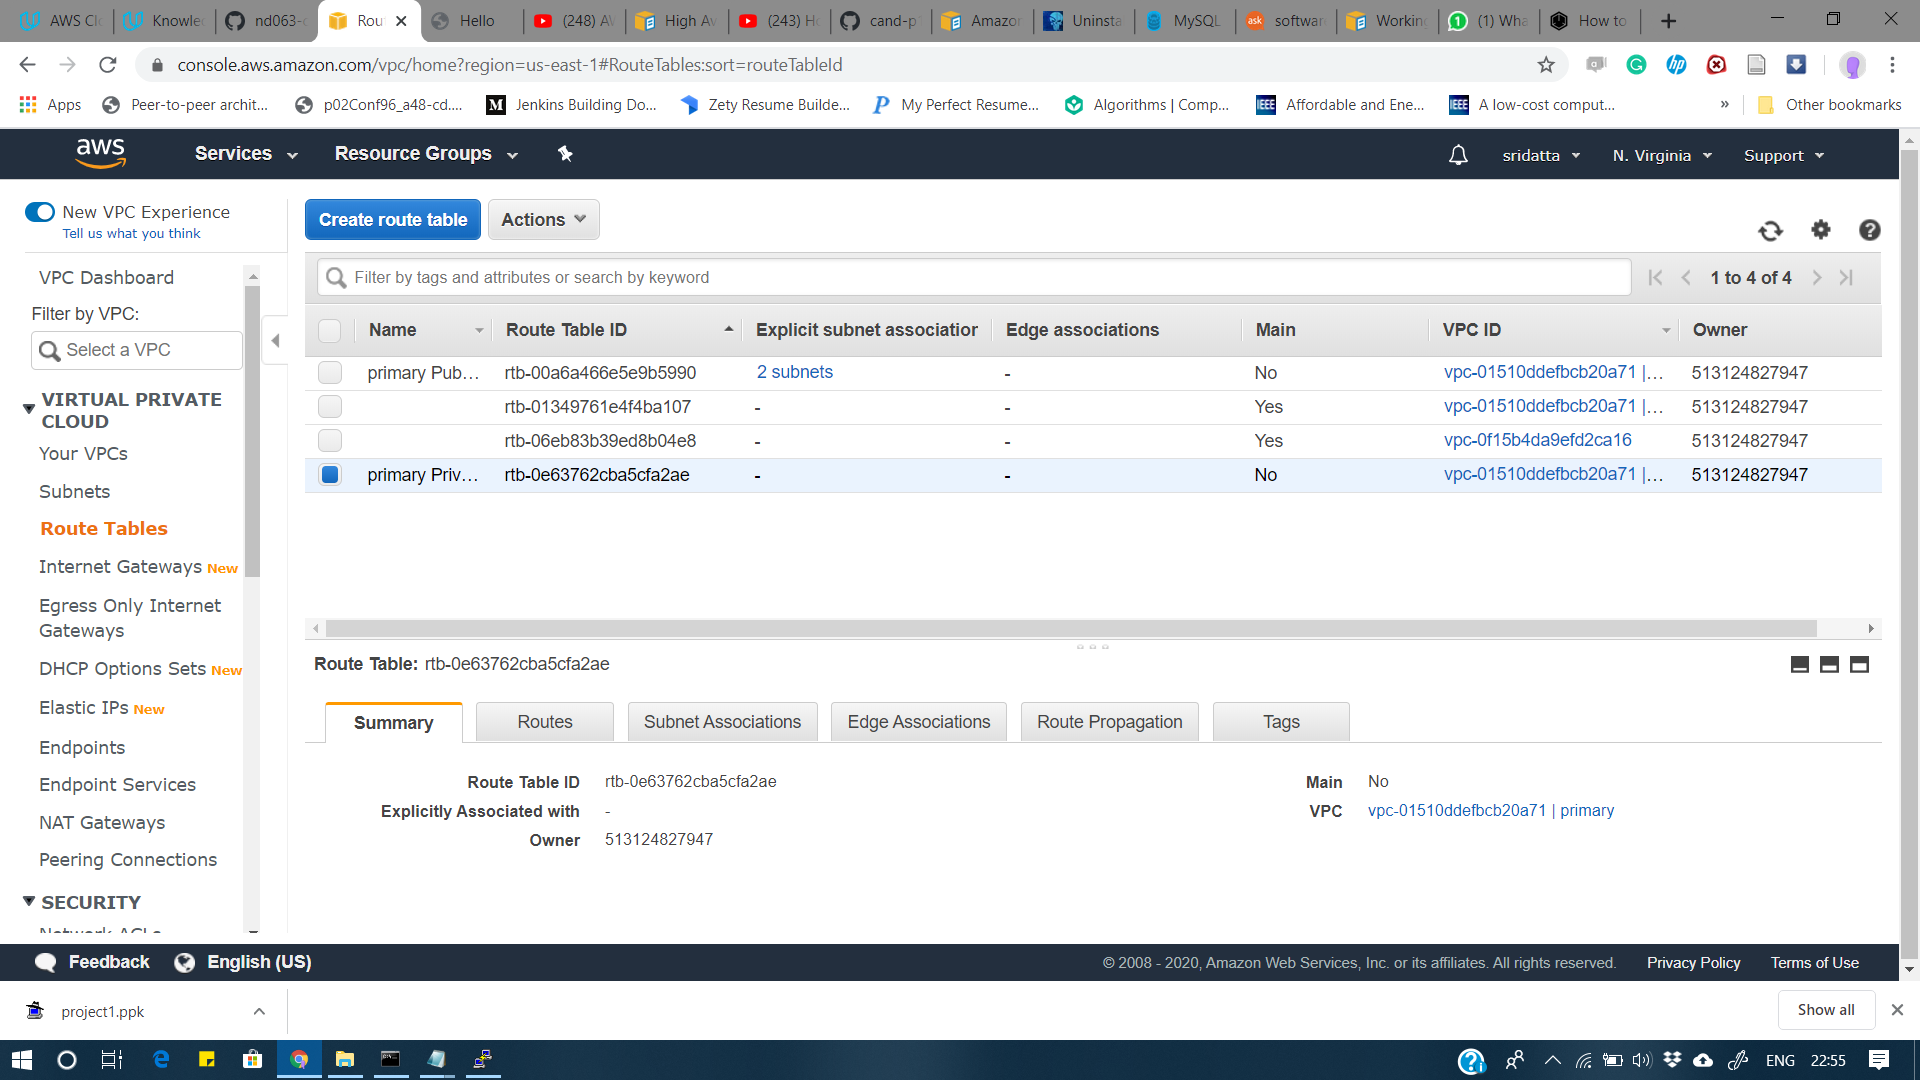 AWS Cl
Knowle
nd063-c
Rou
Hello
(248) A
High Av
(243) H
cand-p
Amazon
Uninsta
MySQL
softwar
Working
(1) Wha
How to
console.aws.amazon.com/vpc/home?region=us-east-1#RouteTables:sort=routeTableId
Apps
Peer-to-peer archit...
p02Conf96_a48-cd....
Jenkins Building Do...
Zety Resume Builde...
My Perfect Resume...
Algorithms | Comp...
Affordable and Ene...
A low-cost comput...
»
Other bookmarks
aws
Services
Resource Groups
sridatta
N. Virginia
Support
New VPC Experience
Tell us what you think
VPC Dashboard
Filter by VPC:
Select a VPC
VIRTUAL PRIVATE
CLOUD
Your VPCs
Subnets
Route Tables
Internet Gateways New
Egress Only Internet
Gateways
DHCP Options Sets New
Elastic IPs New
Endpoints
Endpoint Services
NAT Gateways
Peering Connections
SECURITY
Network ACLs
Create route table
Actions
Filter by tags and attributes or search by keyword
1 to 4 of 4
Name Route Table ID Explicit subnet association Edge associations Main VPC ID Owner
primary Pub... rtb-00a6a466e5e9b5990 2 subnets - No vpc-01510ddefbcb20a71 |... 513124827947
rtb-01349761e4f4ba107 - - Yes vpc-01510ddefbcb20a71 |... 513124827947
rtb-06eb83b39ed8b04e8 - - Yes vpc-0f15b4da9efd2ca16 513124827947
primary Priv... rtb-0e63762cba5cfa2ae - - No vpc-01510ddefbcb20a71 |... 513124827947
Route Table: rtb-0e63762cba5cfa2ae
Summary
Routes
Subnet Associations
Edge Associations
Route Propagation
Tags
Route Table ID rtb-0e63762cba5cfa2ae
Explicitly Associated with -
Owner 513124827947
Main No
VPC vpc-01510ddefbcb20a71 | primary
Feedback
English (US)
© 2008 - 2020, Amazon Web Services, Inc. or its affiliates. All rights reserved.
Privacy Policy
Terms of Use
project1.ppk
Show all
ENG
22:55